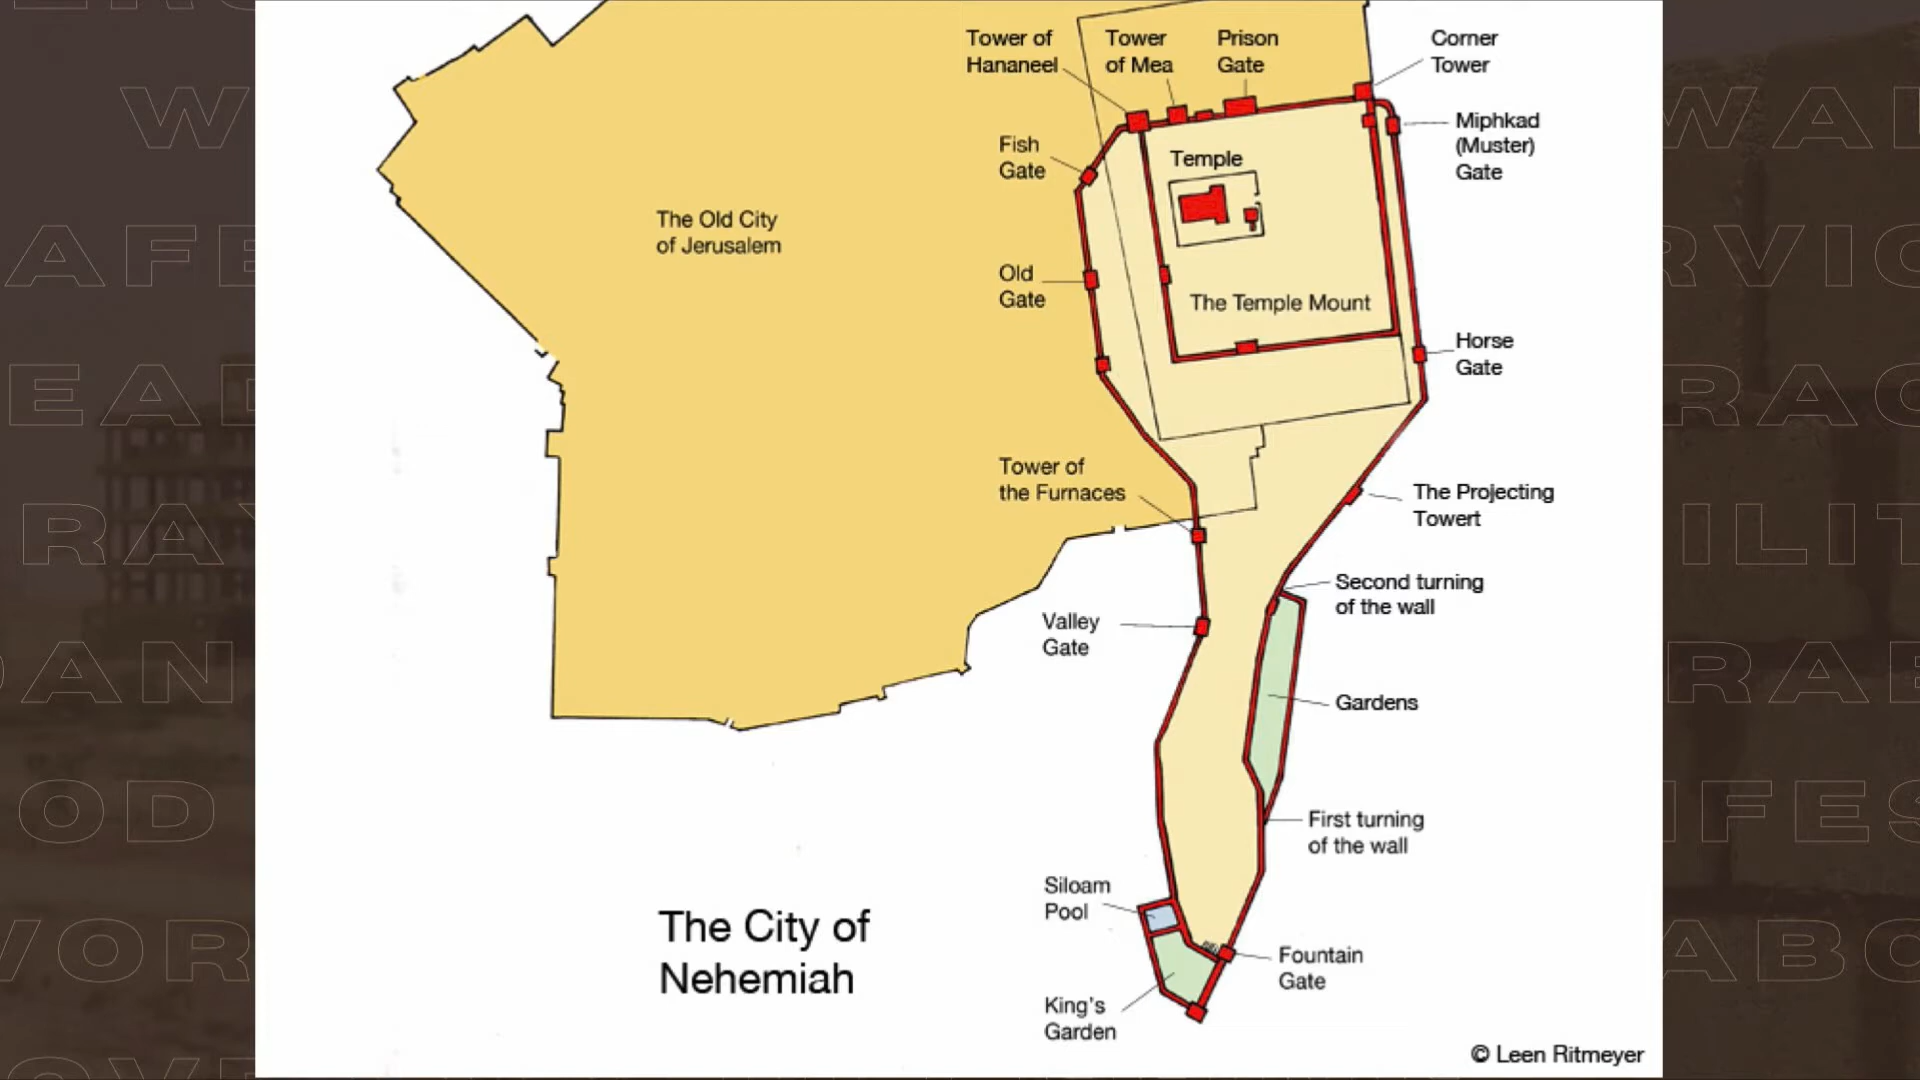 Tower of
Hananeel
Tower
of Mea
Prison
Gate
Corner
Tower
Fish
Gate
Temple
Miphkad
(Muster)
Gate
The Old City
of Jerusalem
Old
Gate
The Temple Mount
Horse
Gate
Tower of
the Furnaces
The Projecting
Towert
Second turning
of the wall
Valley
Gate
Gardens
First turning
of the wall
Siloam
Pool
The City of
Nehemiah
Fountain
Gate
King's
Garden
© Leen Ritmeyer